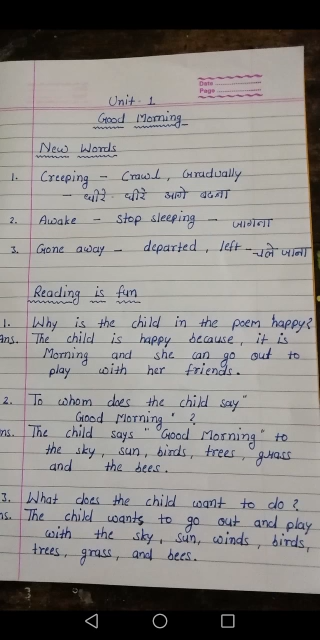 Date
Page
Unit - 1
Good Morning
New Words
1. Creeping - Crawl, Gradually
- धीरे - धीरे आगे बढना
2. Awake - Stop sleeping - जागना
3. Gone away - departed, left - चले जाना
Reading is fun
1. Why is the child in the poem happy?
Ans. The child is happy because, it is
Morning and she can go out to
play with her friends.
2. To whom does the child say "
Good Morning" ?
ns. The child says "Good Morning" to
the sky, sun, birds, trees, grass
and the bees.
3. What does the child want to do?
ns. The child wants to go out and play
with the sky, sun, winds, birds,
trees, grass, and bees.